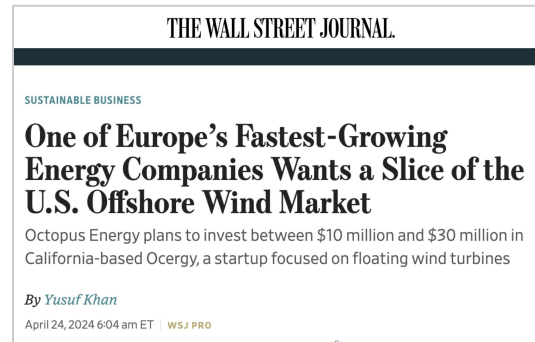 THE WALL STREET JOURNAL.
SUSTAINABLE BUSINESS
One of Europe’s Fastest-Growing
Energy Companies Wants a Slice of the
U.S. Offshore Wind Market
Octopus Energy plans to invest between $10 million and $30 million in
California-based Ocergy, a startup focused on floating wind turbines
By Yusuf Khan
April 24, 2024 6:04 am ET | WSJ PRO